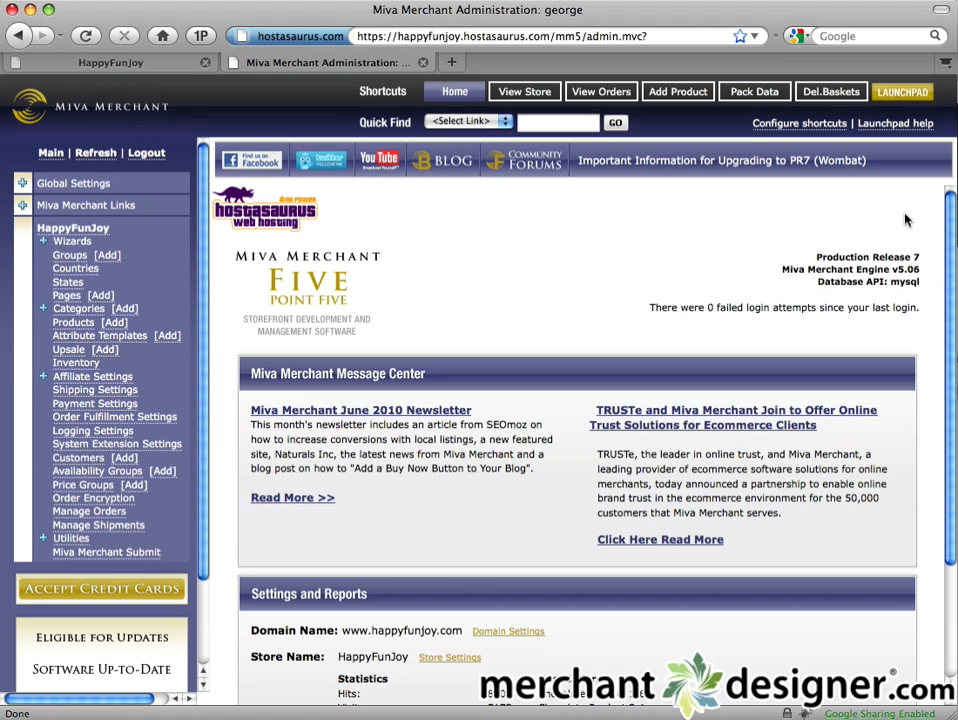 Miva Merchant Administration: george
1P
hostasaurus.com
https://happyfunjoy.hostasaurus.com/mm5/admin.mvc?
Google
HappyFunJoy
Miva Merchant Administration: ...
MIVA MERCHANT
Shortcuts
Home
View Store
View Orders
Add Product
Pack Data
Del.Baskets
LAUNCHPAD
Quick Find
<Select Link>
GO
Configure shortcuts | Launchpad help
Main | Refresh | Logout
Find us on Facebook
twitter FOLLOW ME
YouTube Broadcast Yourself
BLOG
COMMUNITY FORUMS
Important Information for Upgrading to PR7 (Wombat)
Global Settings
Miva Merchant Links
HappyFunJoy
Wizards
Groups [Add]
Countries
States
Pages [Add]
Categories [Add]
Products [Add]
Attribute Templates [Add]
Upsale [Add]
Inventory
Affiliate Settings
Shipping Settings
Payment Settings
Order Fulfillment Settings
Logging Settings
System Extension Settings
Customers [Add]
Availability Groups [Add]
Price Groups [Add]
Order Encryption
Manage Orders
Manage Shipments
Utilities
Miva Merchant Submit
ACCEPT CREDIT CARDS
ELIGIBLE FOR UPDATES
SOFTWARE UP-TO-DATE
dino power
hostasaurus
web hosting
MIVA MERCHANT
FIVE
POINT FIVE
STOREFRONT DEVELOPMENT AND
MANAGEMENT SOFTWARE
Production Release 7
Miva Merchant Engine v5.06
Database API: mysql
There were 0 failed login attempts since your last login.
Miva Merchant Message Center
Miva Merchant June 2010 Newsletter
This month's newsletter includes an article from SEOmoz on
how to increase conversions with local listings, a new featured
site, Naturals Inc, the latest news from Miva Merchant and a
blog post on how to "Add a Buy Now Button to Your Blog".
Read More >>
TRUSTe and Miva Merchant Join to Offer Online
Trust Solutions for Ecommerce Clients
TRUSTe, the leader in online trust, and Miva Merchant, a
leading provider of ecommerce software solutions for online
merchants, today announced a partnership to enable online
brand trust in the ecommerce environment for the 50,000
customers that Miva Merchant serves.
Click Here Read More
Settings and Reports
Domain Name: www.happyfunjoy.com Domain Settings
Store Name: HappyFunJoy Store Settings
Statistics
Hits:
merchant designer.com
®
Done
Google Sharing Enabled